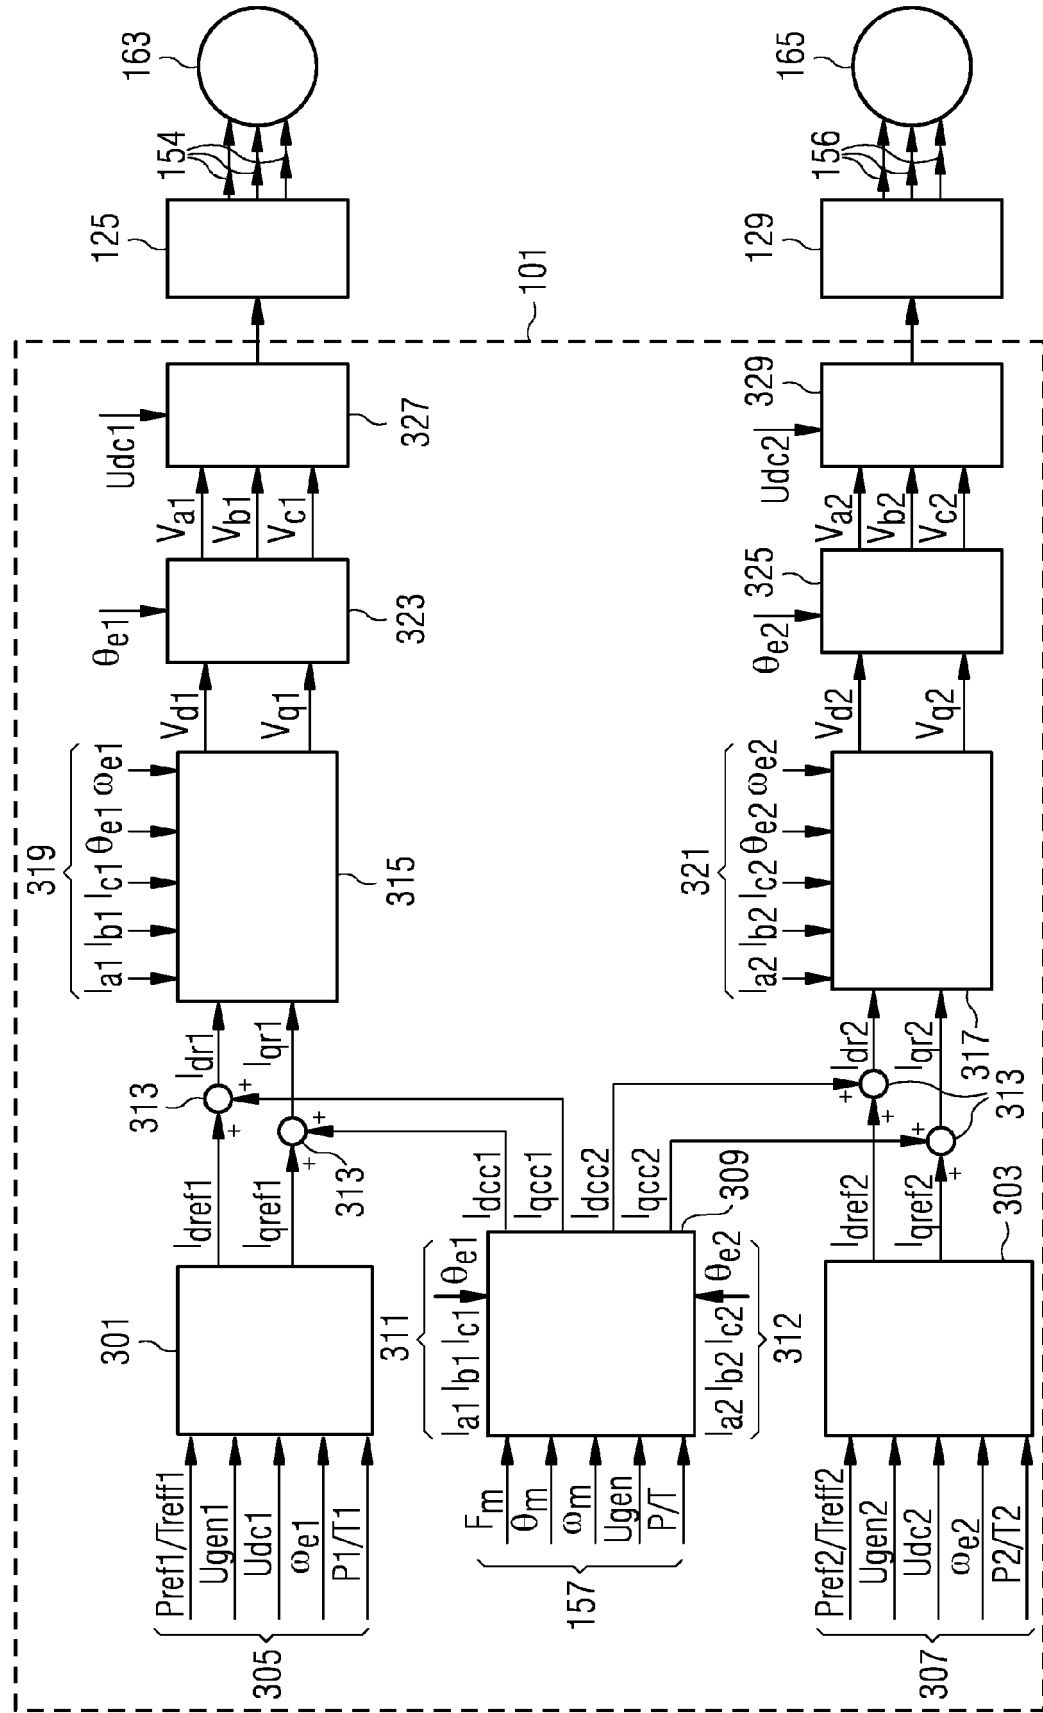 305
Pref1/Treff1
Ugen1
Udc1
ωe1
P1/T1
301
Idref1
Iqref1
+
+
+
+
313
313
Idr1
Iqr1
319
Ia1 Ib1 Ic1 θe1 ωe1
315
Vd1
Vq1
θe1
323
Va1
Vb1
Vc1
Udc1
327
101
125
154
163
157
Fm
θm
ωm
Ugen
P/T
311
Ia1 Ib1 Ic1 θe1
Ia2 Ib2 Ic2 θe2
312
309
Idcc1
Iqcc1
Idcc2
Iqcc2
307
Pref2/Treff2
Ugen2
Udc2
ωe2
P2/T2
303
Idref2
Iqref2
+
+
+
+
313
Idr2
Iqr2
317
321
Ia2 Ib2 Ic2 θe2 ωe2
Vd2
Vq2
θe2
325
Va2
Vb2
Vc2
Udc2
329
129
156
165